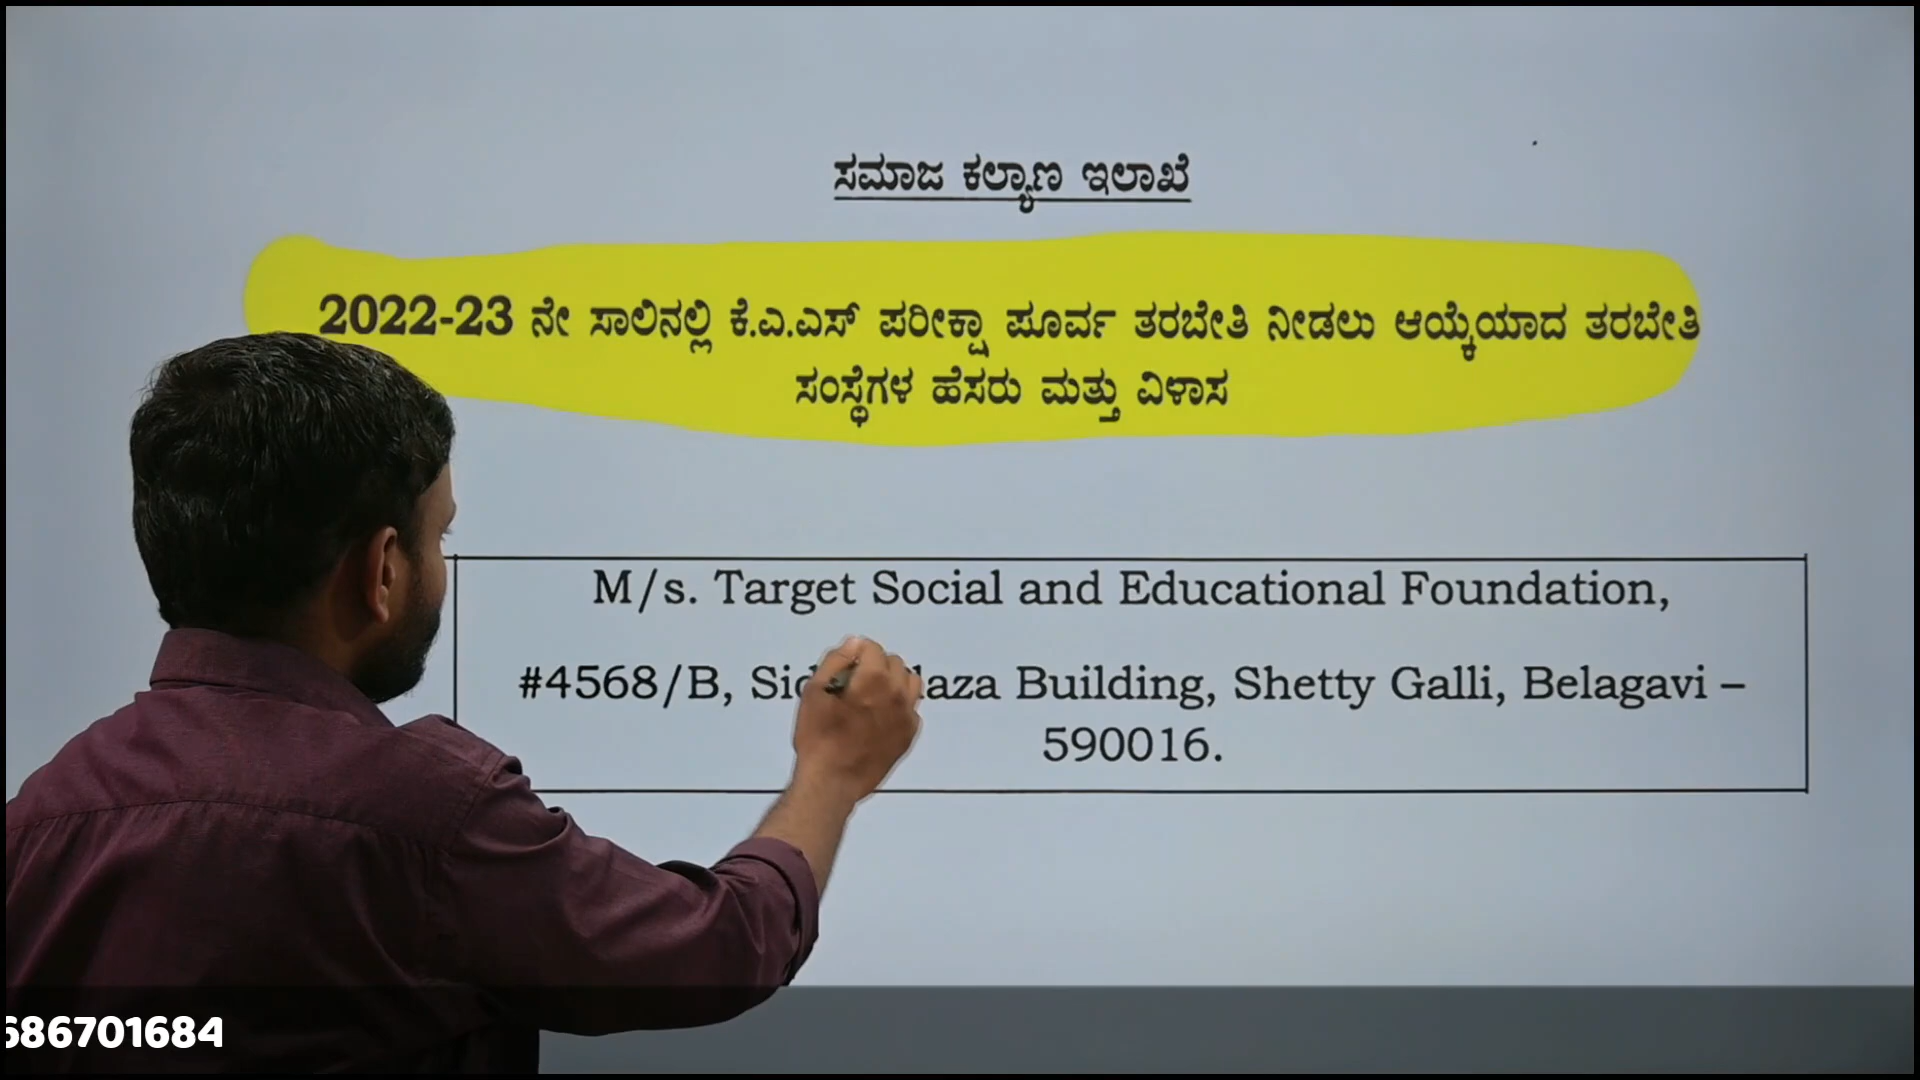 ಸಮಾಜ ಕಲ್ಯಾಣ ಇಲಾಖೆ
2022-23 ನೇ ಸಾಲಿನಲ್ಲಿ ಕೆ.ಎ.ಎಸ್ ಪರೀಕ್ಷಾ ಪೂರ್ವ ತರಬೇತಿ ನೀಡಲು ಆಯ್ಕೆಯಾದ ತರಬೇತಿ
ಸಂಸ್ಥೆಗಳ ಹೆಸರು ಮತ್ತು ವಿಳಾಸ
M/s. Target Social and Educational Foundation,
#4568/B, Building, Shetty Galli, Belagavi –
590016.
686701684